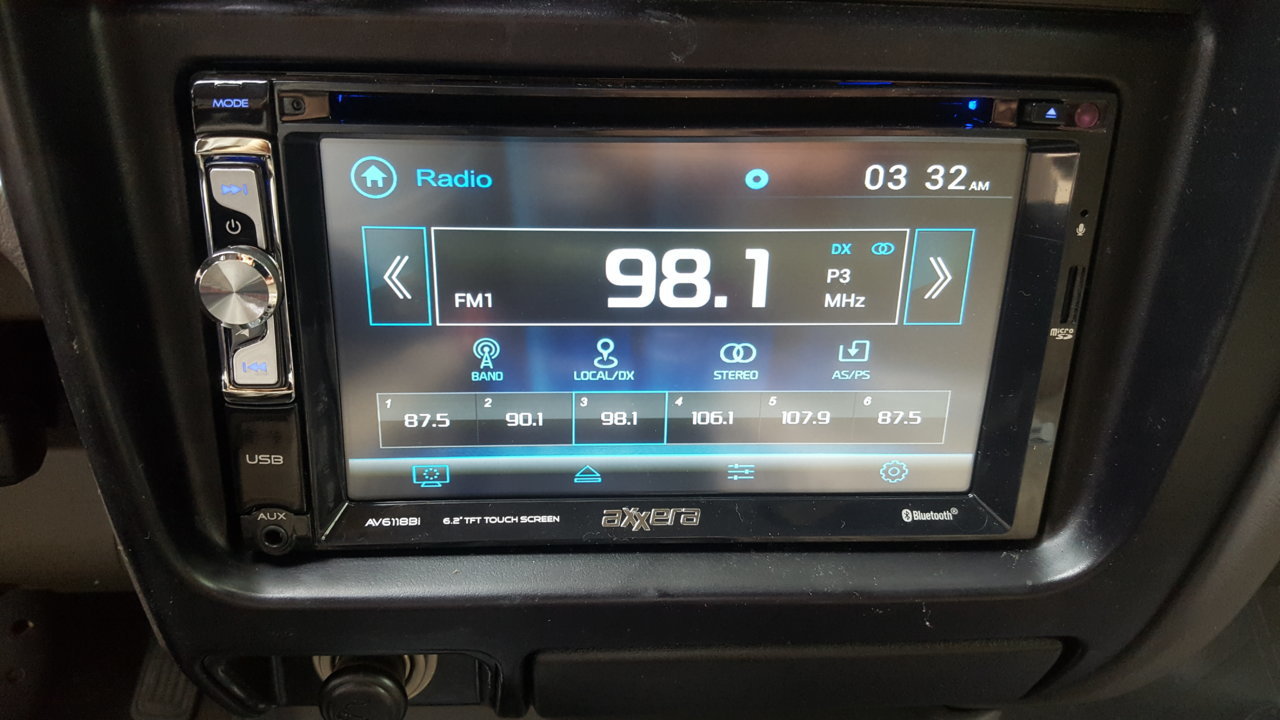 MODE
Radio
03 32 AM
98.1
DX
P3
FM1
MHz
BAND
LOCAL/DX
STEREO
AS/PS
1 87.5
2 90.1
3 98.1
4 106.1
5 107.9
6 87.5
micro SD
USB
AUX
AV6118Bi
6.2" TFT TOUCH SCREEN
axxera
Bluetooth®